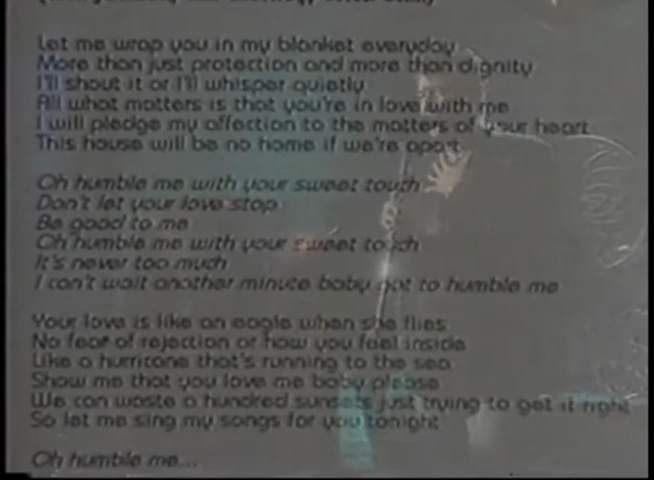 Let me wrap you in my blanket everyday
More than just protection and more than dignity
I'll shout it or I'll whisper quietly
All what matters is that you're in love with me
I will pledge my affection to the matters of your heart
This house will be no home if we're apart
Oh humble me with your sweet touch
Don't let your love stop
Be good to me
Oh humble me with your sweet touch
It's never too much
I can't wait another minute baby got to humble me
Your love is like an eagle when she flies
No fear of rejection or how you feel inside
Like a hurricane that's running to the sea
Show me that you love me baby please
We can waste a hundred sunsets just trying to get it right
So let me sing my songs for you tonight
Oh humble me...